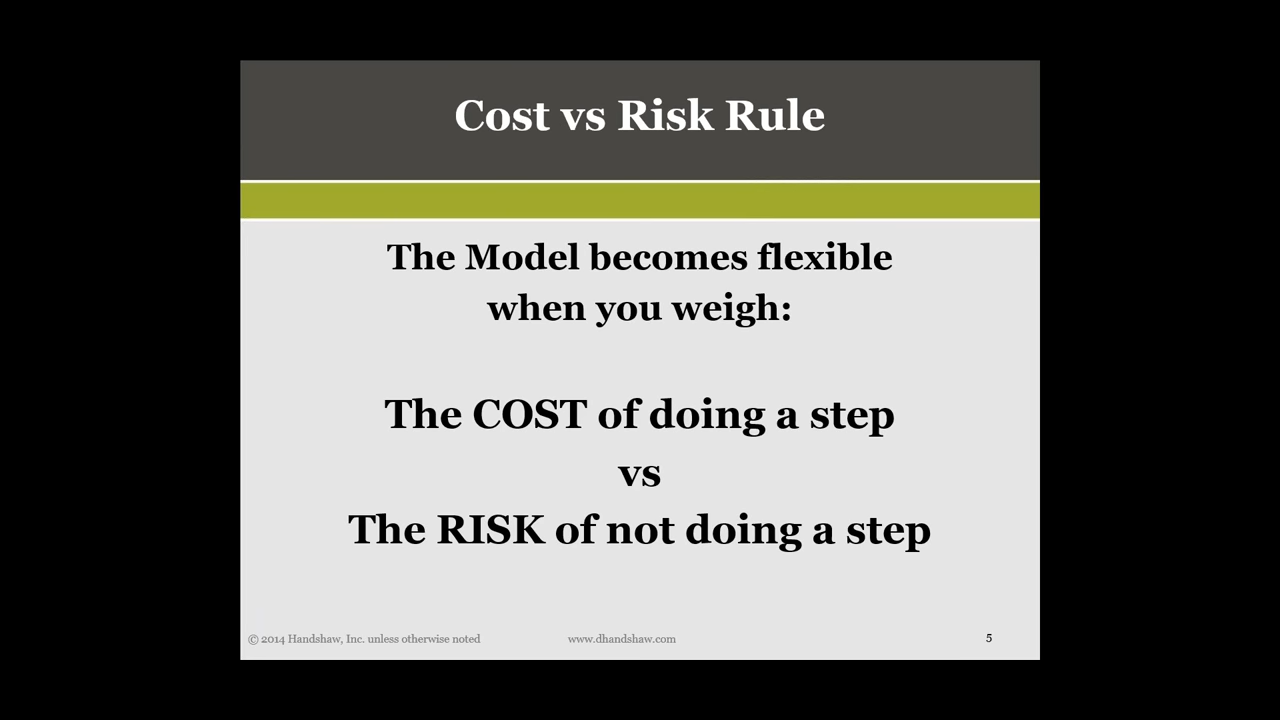 Cost vs Risk Rule
The Model becomes flexible
when you weigh:
The COST of doing a step
vs
The RISK of not doing a step
© 2014 Handshaw, Inc. unless otherwise noted
www.dhandshaw.com
5